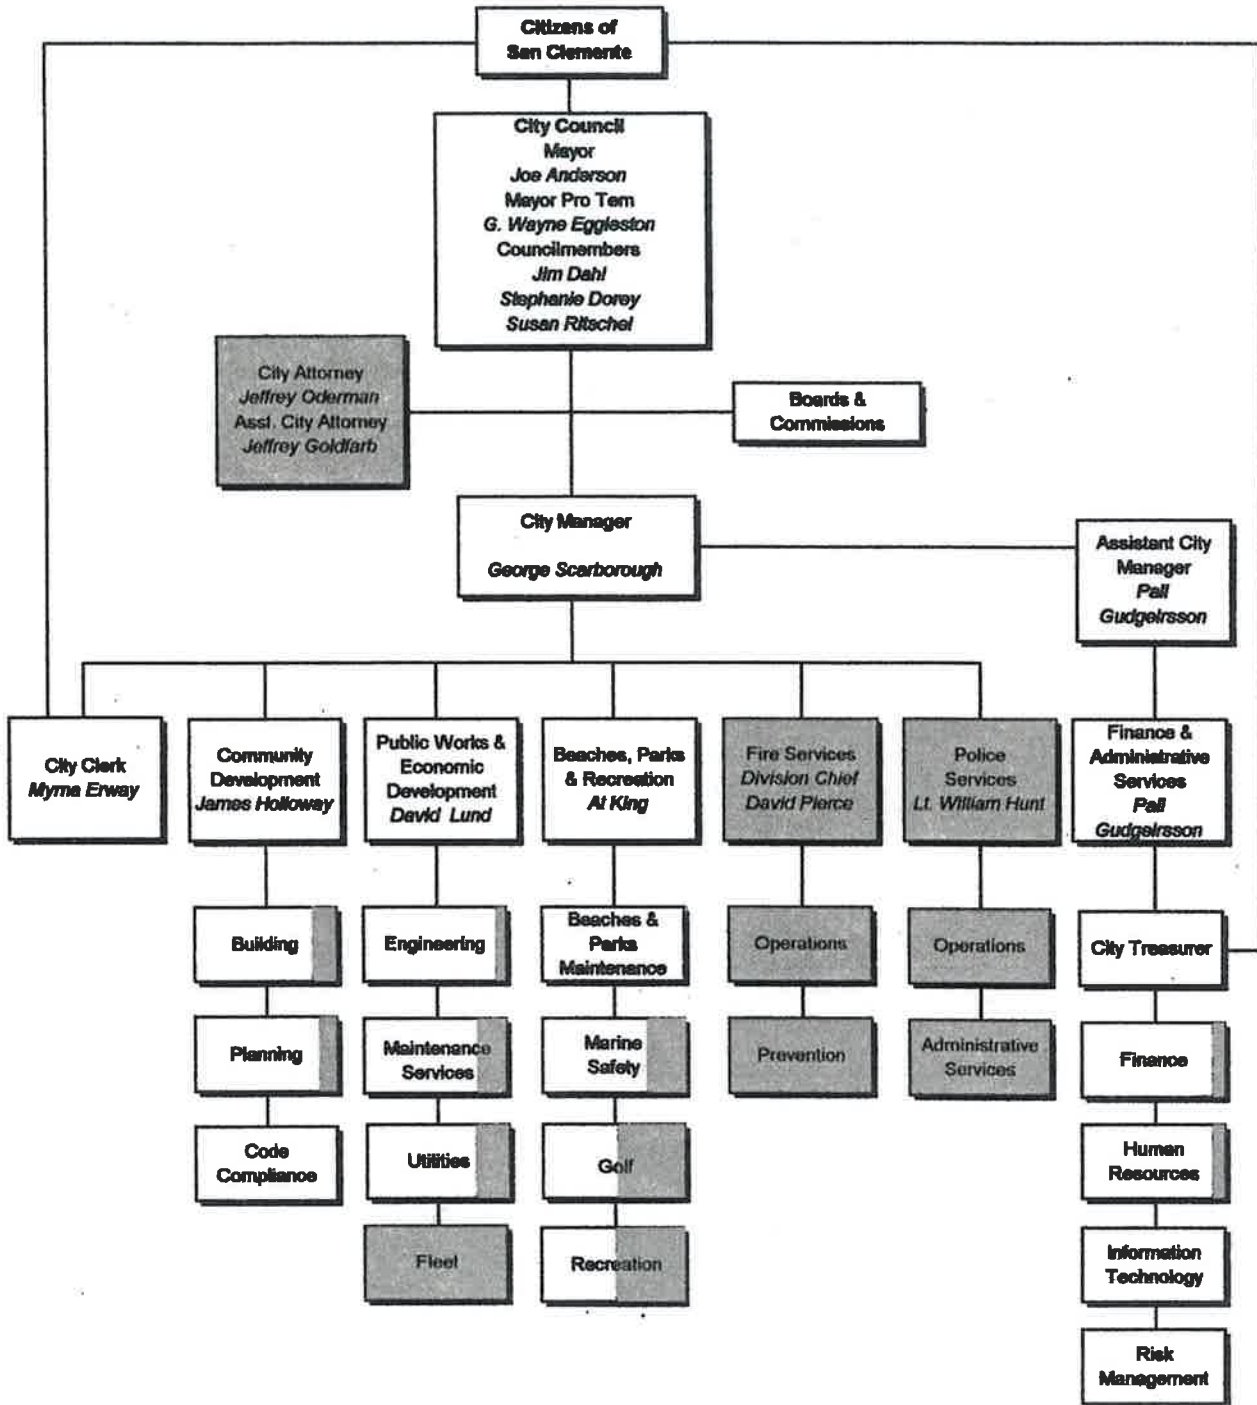 Citizens of
San Clemente
City Council
Mayor
Joe Anderson
Mayor Pro Tem
G. Wayne Eggleston
Councilmembers
Jim Dahl
Stephanie Dorey
Susan Ritschel
City Attorney
Jeffrey Oderman
Asst. City Attorney
Jeffrey Goldfarb
Boards &
Commissions
City Manager
George Scarborough
Assistant City
Manager
Pall
Gudgeirsson
City Clerk
Myrna Erway
Community
Development
James Holloway
Public Works &
Economic
Development
David Lund
Beaches, Parks
& Recreation
Al King
Fire Services
Division Chief
David Pierce
Police
Services
Lt. William Hunt
Finance &
Administrative
Services
Pall
Gudgeirsson
Building
Planning
Code
Compliance
Engineering
Maintenance
Services
Utilities
Fleet
Beaches &
Parks
Maintenance
Marine
Safety
Golf
Recreation
Operations
Prevention
Operations
Administrative
Services
City Treasurer
Finance
Human
Resources
Information
Technology
Risk
Management